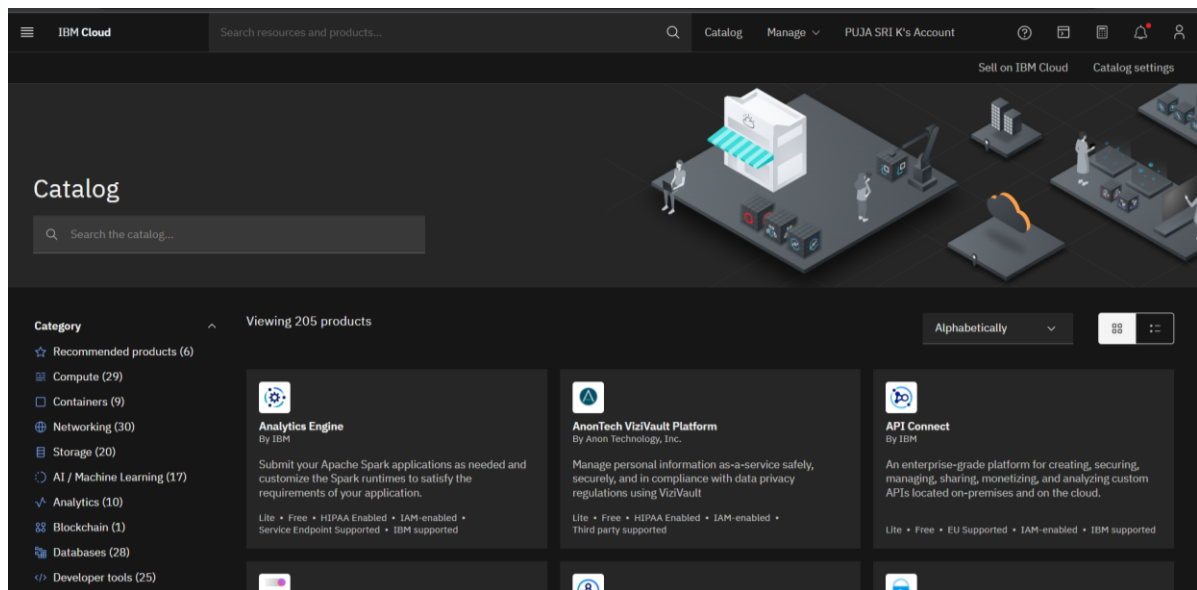 IBM Cloud
Search resources and products...
Catalog
Manage
PUJA SRI K's Account
Sell on IBM Cloud
Catalog settings
Catalog
Search the catalog...
Category
Recommended products (6)
Compute (29)
Containers (9)
Networking (30)
Storage (20)
AI / Machine Learning (17)
Analytics (10)
Blockchain (1)
Databases (28)
Developer tools (25)
Viewing 205 products
Alphabetically
Analytics Engine
By IBM
Submit your Apache Spark applications as needed and
customize the Spark runtimes to satisfy the
requirements of your application.
Lite • Free • HIPAA Enabled • IAM-enabled •
Service Endpoint Supported • IBM supported
AnonTech ViziVault Platform
By Anon Technology, Inc.
Manage personal information as-a-service safely,
securely, and in compliance with data privacy
regulations using ViziVault
Lite • Free • HIPAA Enabled • IAM-enabled •
Third party supported
API Connect
By IBM
An enterprise-grade platform for creating, securing,
managing, sharing, monetizing, and analyzing custom
APIs located on-premises and on the cloud.
Lite • Free • EU Supported • IAM-enabled • IBM supported